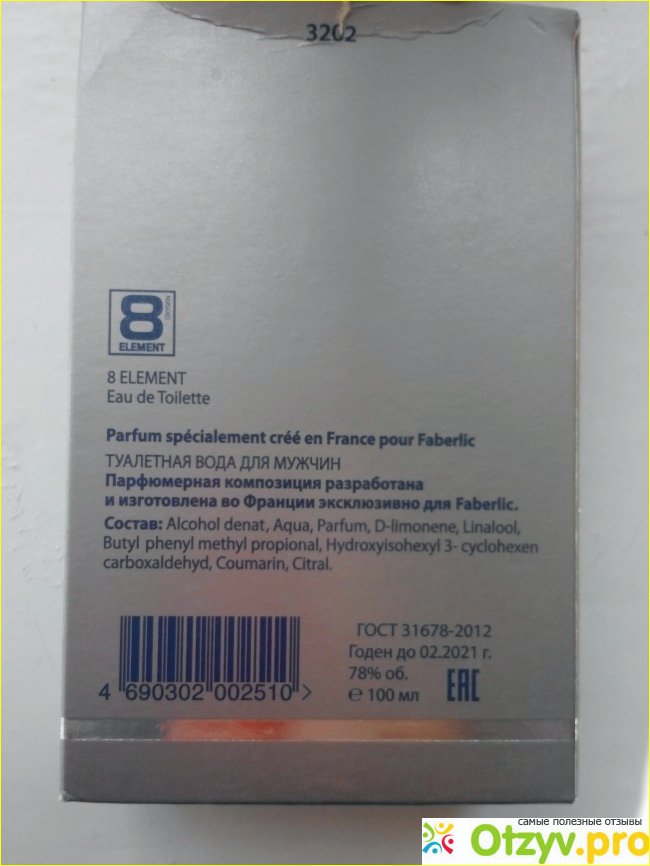 3202
8
OXYGEN
ELEMENT
8 ELEMENT
Eau de Toilette
Parfum spécialement créé en France pour Faberlic
ТУАЛЕТНАЯ ВОДА ДЛЯ МУЖЧИН
Парфюмерная композиция разработана
и изготовлена во Франции эксклюзивно для Faberlic.
Состав: Alcohol denat, Aqua, Parfum, D-limonene, Linalool,
Butyl phenyl methyl propional, Hydroxyisohexyl 3- cyclohexen
carboxaldehyd, Coumarin, Citral.
ГОСТ 31678-2012
Годен до 02.2021 г.
78% об.
℮ 100 мл
EAC
4 690302 002510 >
самые полезные отзывы
Otzyv.pro